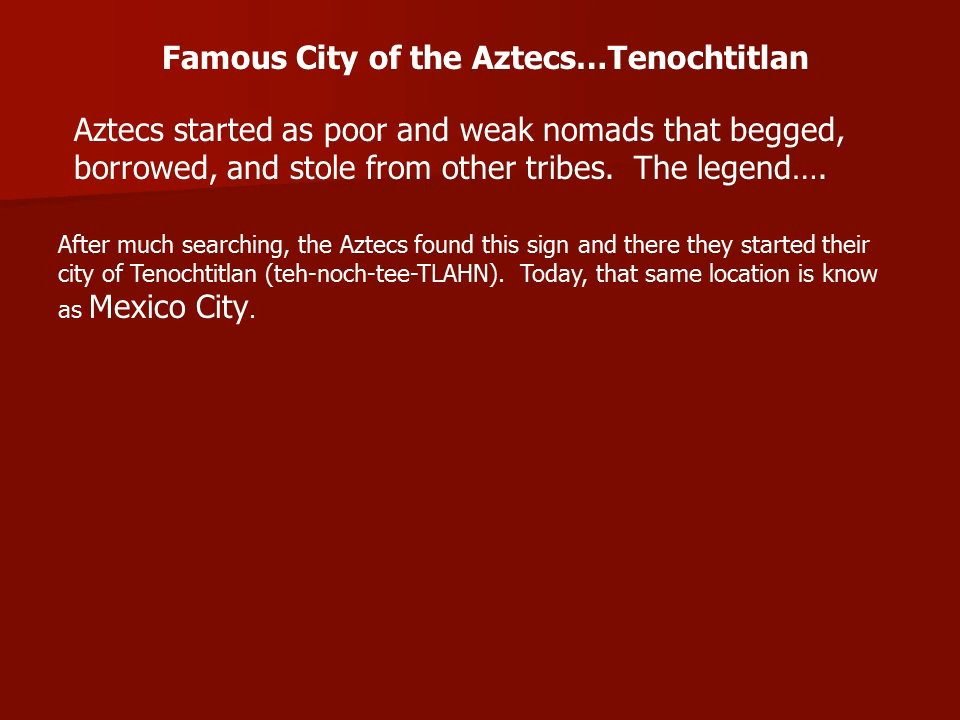 Famous City of the Aztecs…Tenochtitlan
Aztecs started as poor and weak nomads that begged,
borrowed, and stole from other tribes.  The legend….
After much searching, the Aztecs found this sign and there they started their
city of Tenochtitlan (teh-noch-tee-TLAHN).  Today, that same location is know
as Mexico City.